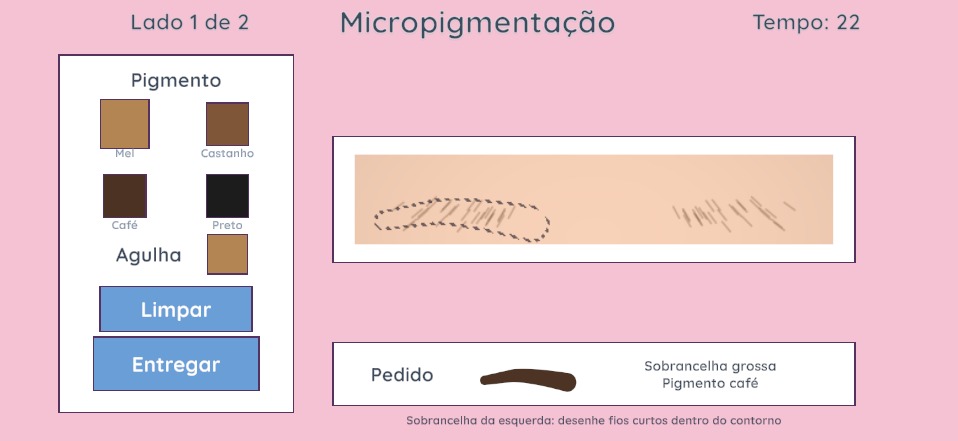 Lado 1 de 2
Micropigmentação
Tempo: 22
Pigmento
Mel
Castanho
Café
Preto
Agulha
Limpar
Entregar
Pedido
Sobrancelha grossa
Pigmento café
Sobrancelha da esquerda: desenhe fios curtos dentro do contorno